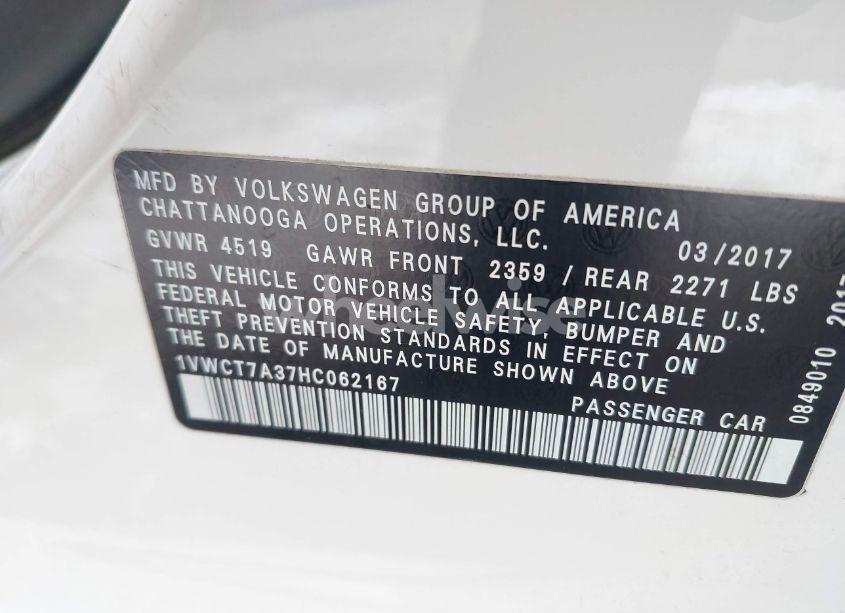 MFD BY VOLKSWAGEN GROUP OF AMERICA
CHATTANOOGA OPERATIONS, LLC. 03/2017
GVWR 4519 GAWR FRONT 2359 / REAR 2271 LBS
THIS VEHICLE CONFORMS TO ALL APPLICABLE U.S.
FEDERAL MOTOR VEHICLE SAFETY, BUMPER AND
THEFT PREVENTION STANDARDS IN EFFECT ON
THE DATE OF MANUFACTURE SHOWN ABOVE
1VWCT7A37HC062167
PASSENGER CAR
0849010 2017
wheelwise